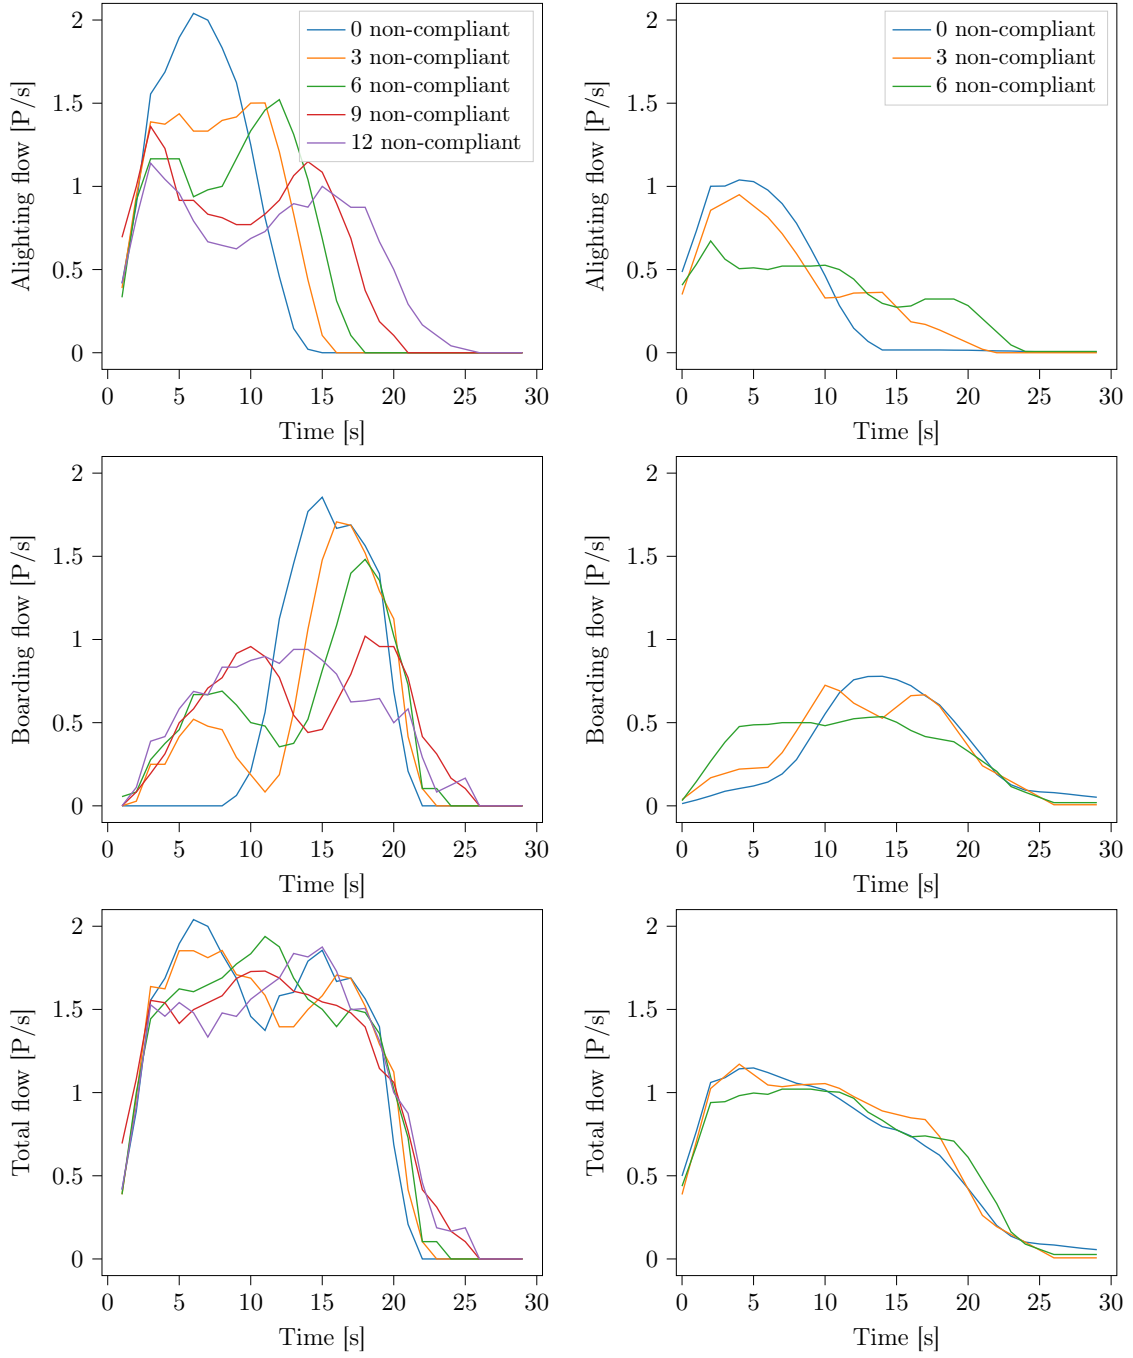 Alighting flow [P/s]
2
1.5
1
0.5
0
0 non-compliant
3 non-compliant
6 non-compliant
9 non-compliant
12 non-compliant
0 5 10 15 20 25 30
Time [s]
Alighting flow [P/s]
2
1.5
1
0.5
0
0 non-compliant
3 non-compliant
6 non-compliant
0 5 10 15 20 25 30
Time [s]
Boarding flow [P/s]
2
1.5
1
0.5
0
0 5 10 15 20 25 30
Time [s]
Boarding flow [P/s]
2
1.5
1
0.5
0
0 5 10 15 20 25 30
Time [s]
Total flow [P/s]
2
1.5
1
0.5
0
0 5 10 15 20 25 30
Time [s]
Total flow [P/s]
2
1.5
1
0.5
0
0 5 10 15 20 25 30
Time [s]